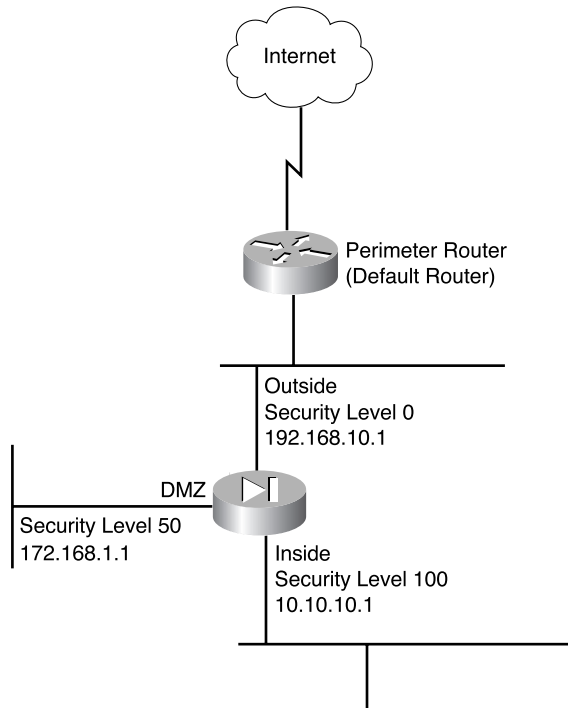 Internet
Perimeter Router
(Default Router)
Outside
Security Level 0
192.168.10.1
DMZ
Security Level 50
172.168.1.1
Inside
Security Level 100
10.10.10.1